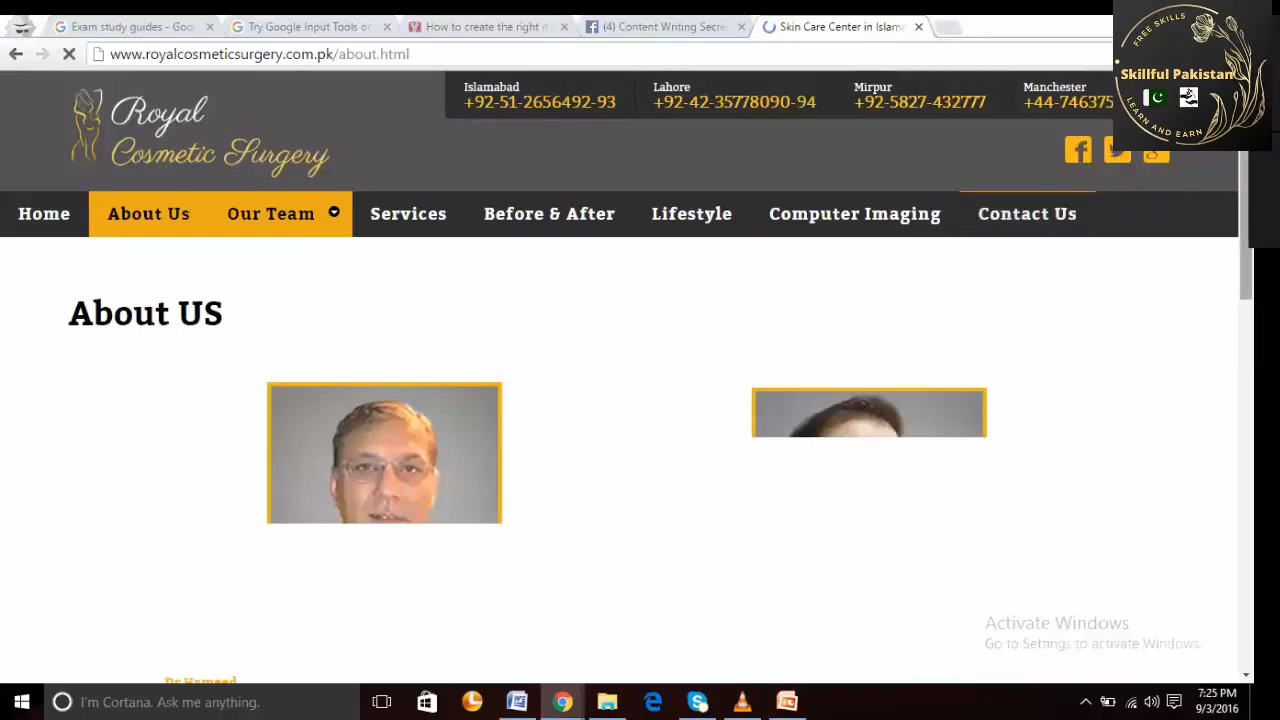 Exam study guides - Goo
Try Google Input Tools o
How to create the right
(4) Content Writing Secre
Skin Care Center in Islam
www.royalcosmeticsurgery.com.pk/about.html
FREE SKILLS
Skillful Pakistan
LEARN AND EARN
Royal
Cosmetic Surgery
Islamabad
+92-51-2656492-93
Lahore
+92-42-35778090-94
Mirpur
+92-5827-432777
Manchester
+44-746375
Home
About Us
Our Team
Services
Before & After
Lifestyle
Computer Imaging
Contact Us
About US
Activate Windows
Go to Settings to activate Windows.
Dr Hameed
I'm Cortana. Ask me anything.
7:25 PM
9/3/2016